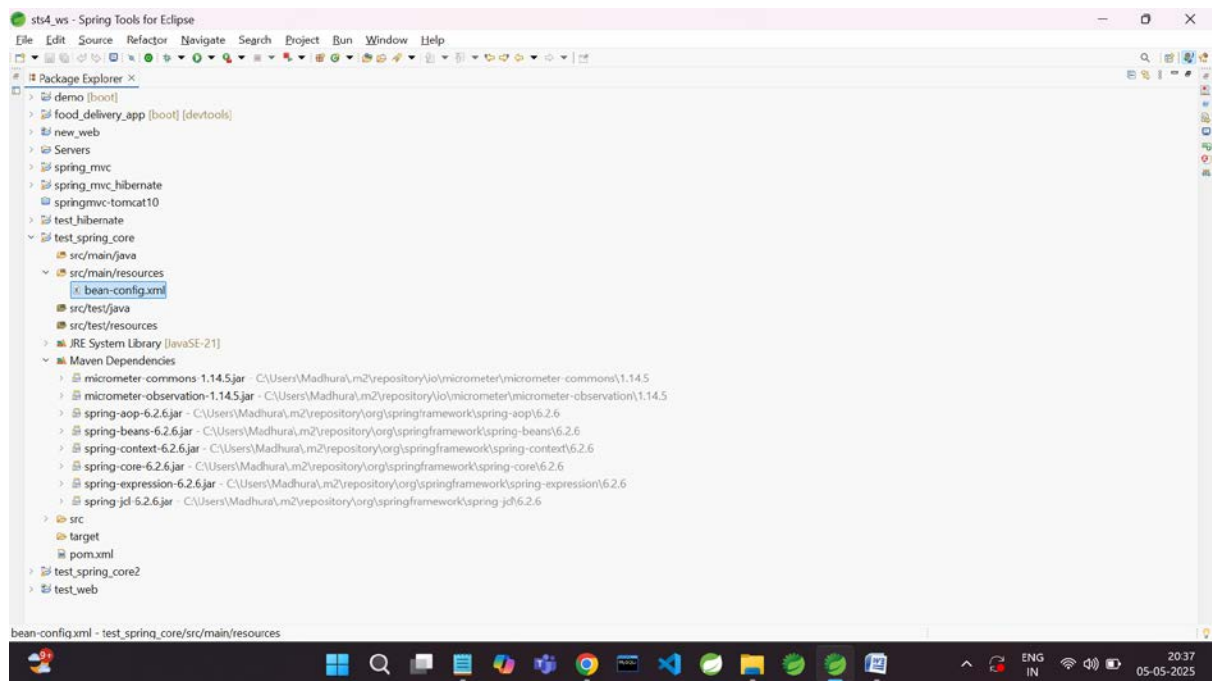 sts4_ws - Spring Tools for Eclipse
File Edit Source Refactor Navigate Search Project Run Window Help
Package Explorer ×
demo [boot]
food_delivery_app [boot] [devtools]
new_web
Servers
spring_mvc
spring_mvc_hibernate
springmvc-tomcat10
test_hibernate
test_spring_core
src/main/java
src/main/resources
bean-config.xml
src/test/java
src/test/resources
JRE System Library [JavaSE-21]
Maven Dependencies
micrometer-commons-1.14.5.jar - C:\Users\Madhura\.m2\repository\io\micrometer\micrometer-commons\1.14.5
micrometer-observation-1.14.5.jar - C:\Users\Madhura\.m2\repository\io\micrometer\micrometer-observation\1.14.5
spring-aop-6.2.6.jar - C:\Users\Madhura\.m2\repository\org\springframework\spring-aop\6.2.6
spring-beans-6.2.6.jar - C:\Users\Madhura\.m2\repository\org\springframework\spring-beans\6.2.6
spring-context-6.2.6.jar - C:\Users\Madhura\.m2\repository\org\springframework\spring-context\6.2.6
spring-core-6.2.6.jar - C:\Users\Madhura\.m2\repository\org\springframework\spring-core\6.2.6
spring-expression-6.2.6.jar - C:\Users\Madhura\.m2\repository\org\springframework\spring-expression\6.2.6
spring-jcl-6.2.6.jar - C:\Users\Madhura\.m2\repository\org\springframework\spring-jcl\6.2.6
src
target
pom.xml
test_spring_core2
test_web
bean-config.xml - test_spring_core/src/main/resources
9+
ENG
IN
20:37
05-05-2025